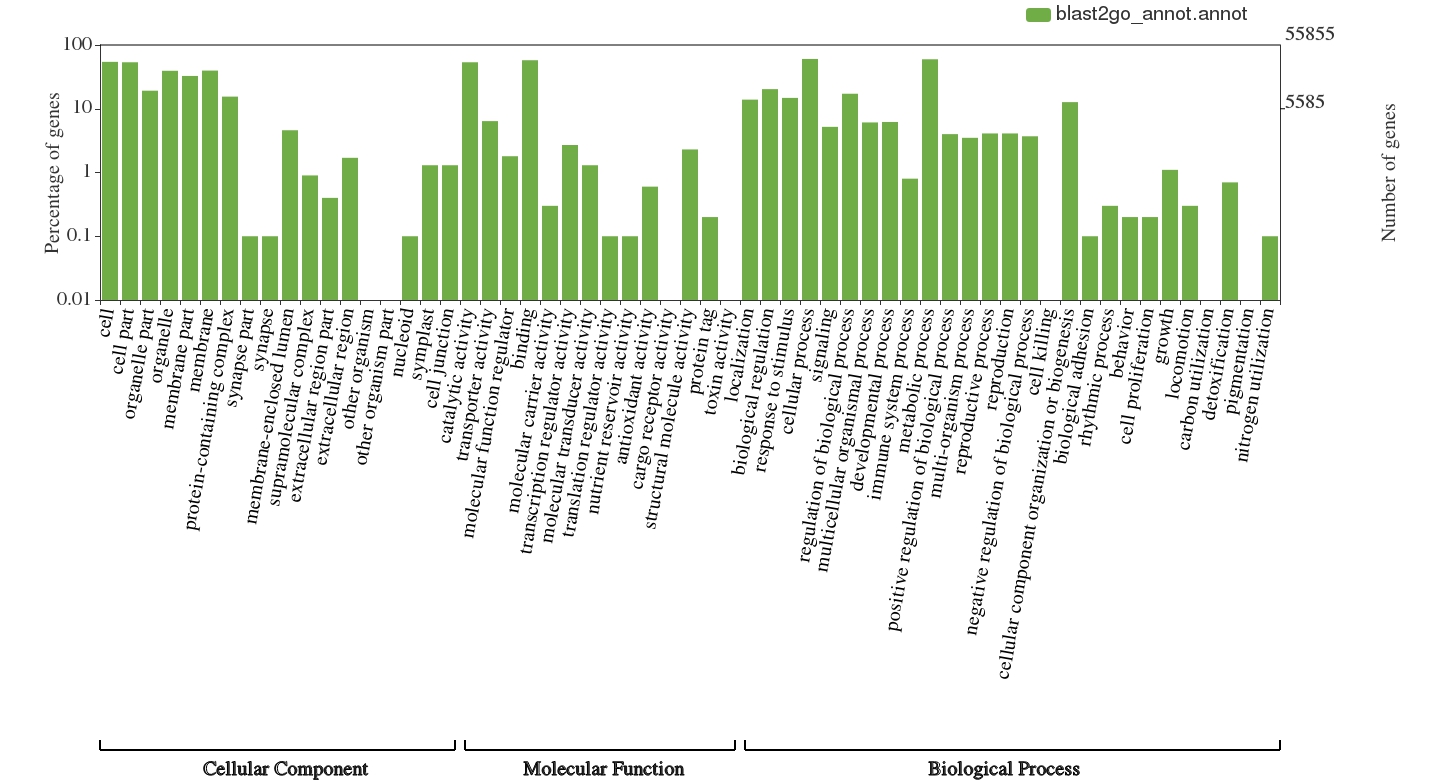 blast2go_annot.annot
100
10
1
0.1
0.01
Percentage of genes
55855
5585
Number of genes
cell
cell part
organelle part
organelle
membrane part
membrane
protein-containing complex
synapse part
synapse
membrane-enclosed lumen
supramolecular complex
extracellular region part
extracellular region
other organism
other organism part
nucleoid
symplast
cell junction
catalytic activity
transporter activity
molecular function regulator
binding
molecular carrier activity
transcription regulator activity
molecular transducer activity
translation regulator activity
nutrient reservoir activity
antioxidant activity
cargo receptor activity
structural molecule activity
protein tag
toxin activity
localization
biological regulation
response to stimulus
cellular process
signaling
regulation of biological process
multicellular organismal process
developmental process
immune system process
metabolic process
positive regulation of biological process
multi-organism process
reproductive process
reproduction
negative regulation of biological process
cell killing
cellular component organization or biogenesis
biological adhesion
rhythmic process
behavior
cell proliferation
growth
locomotion
carbon utilization
detoxification
pigmentation
nitrogen utilization
Cellular Component
Molecular Function
Biological Process